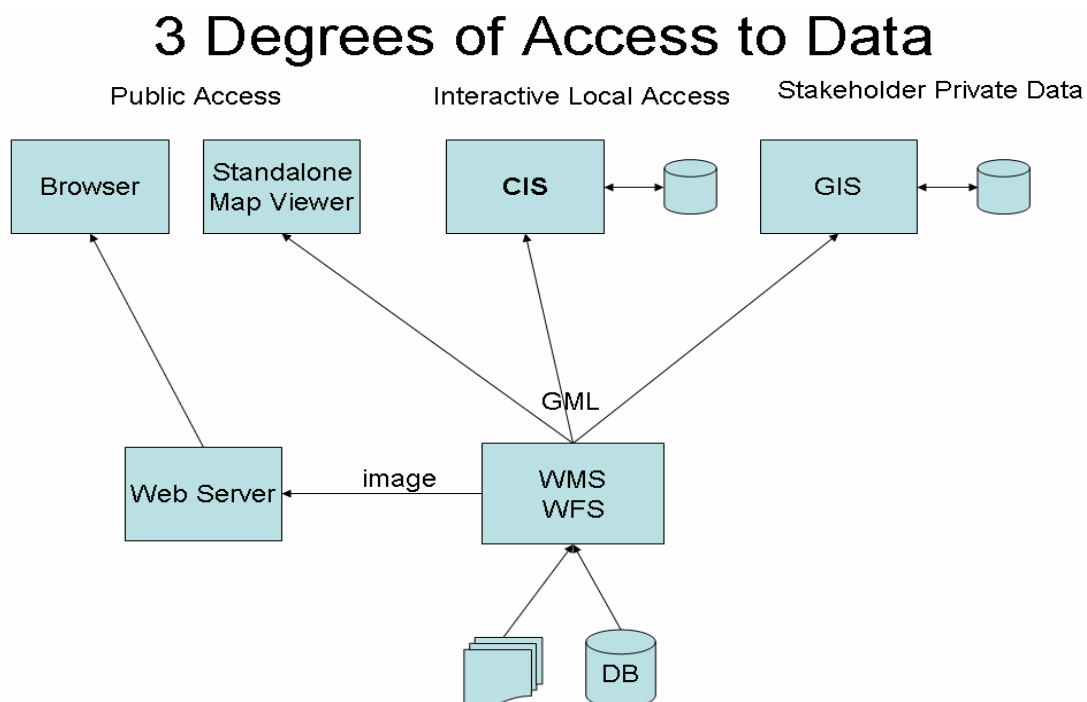 3 Degrees of Access to Data
Public Access
Interactive Local Access
Stakeholder Private Data
Browser
Standalone
Map Viewer
CIS
GIS
GML
Web Server
image
WMS
WFS
DB